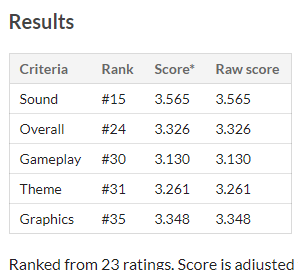 Results
Criteria Rank Score* Raw score
Sound #15 3.565 3.565
Overall #24 3.326 3.326
Gameplay #30 3.130 3.130
Theme #31 3.261 3.261
Graphics #35 3.348 3.348
Ranked from 23 ratings. Score is adjusted